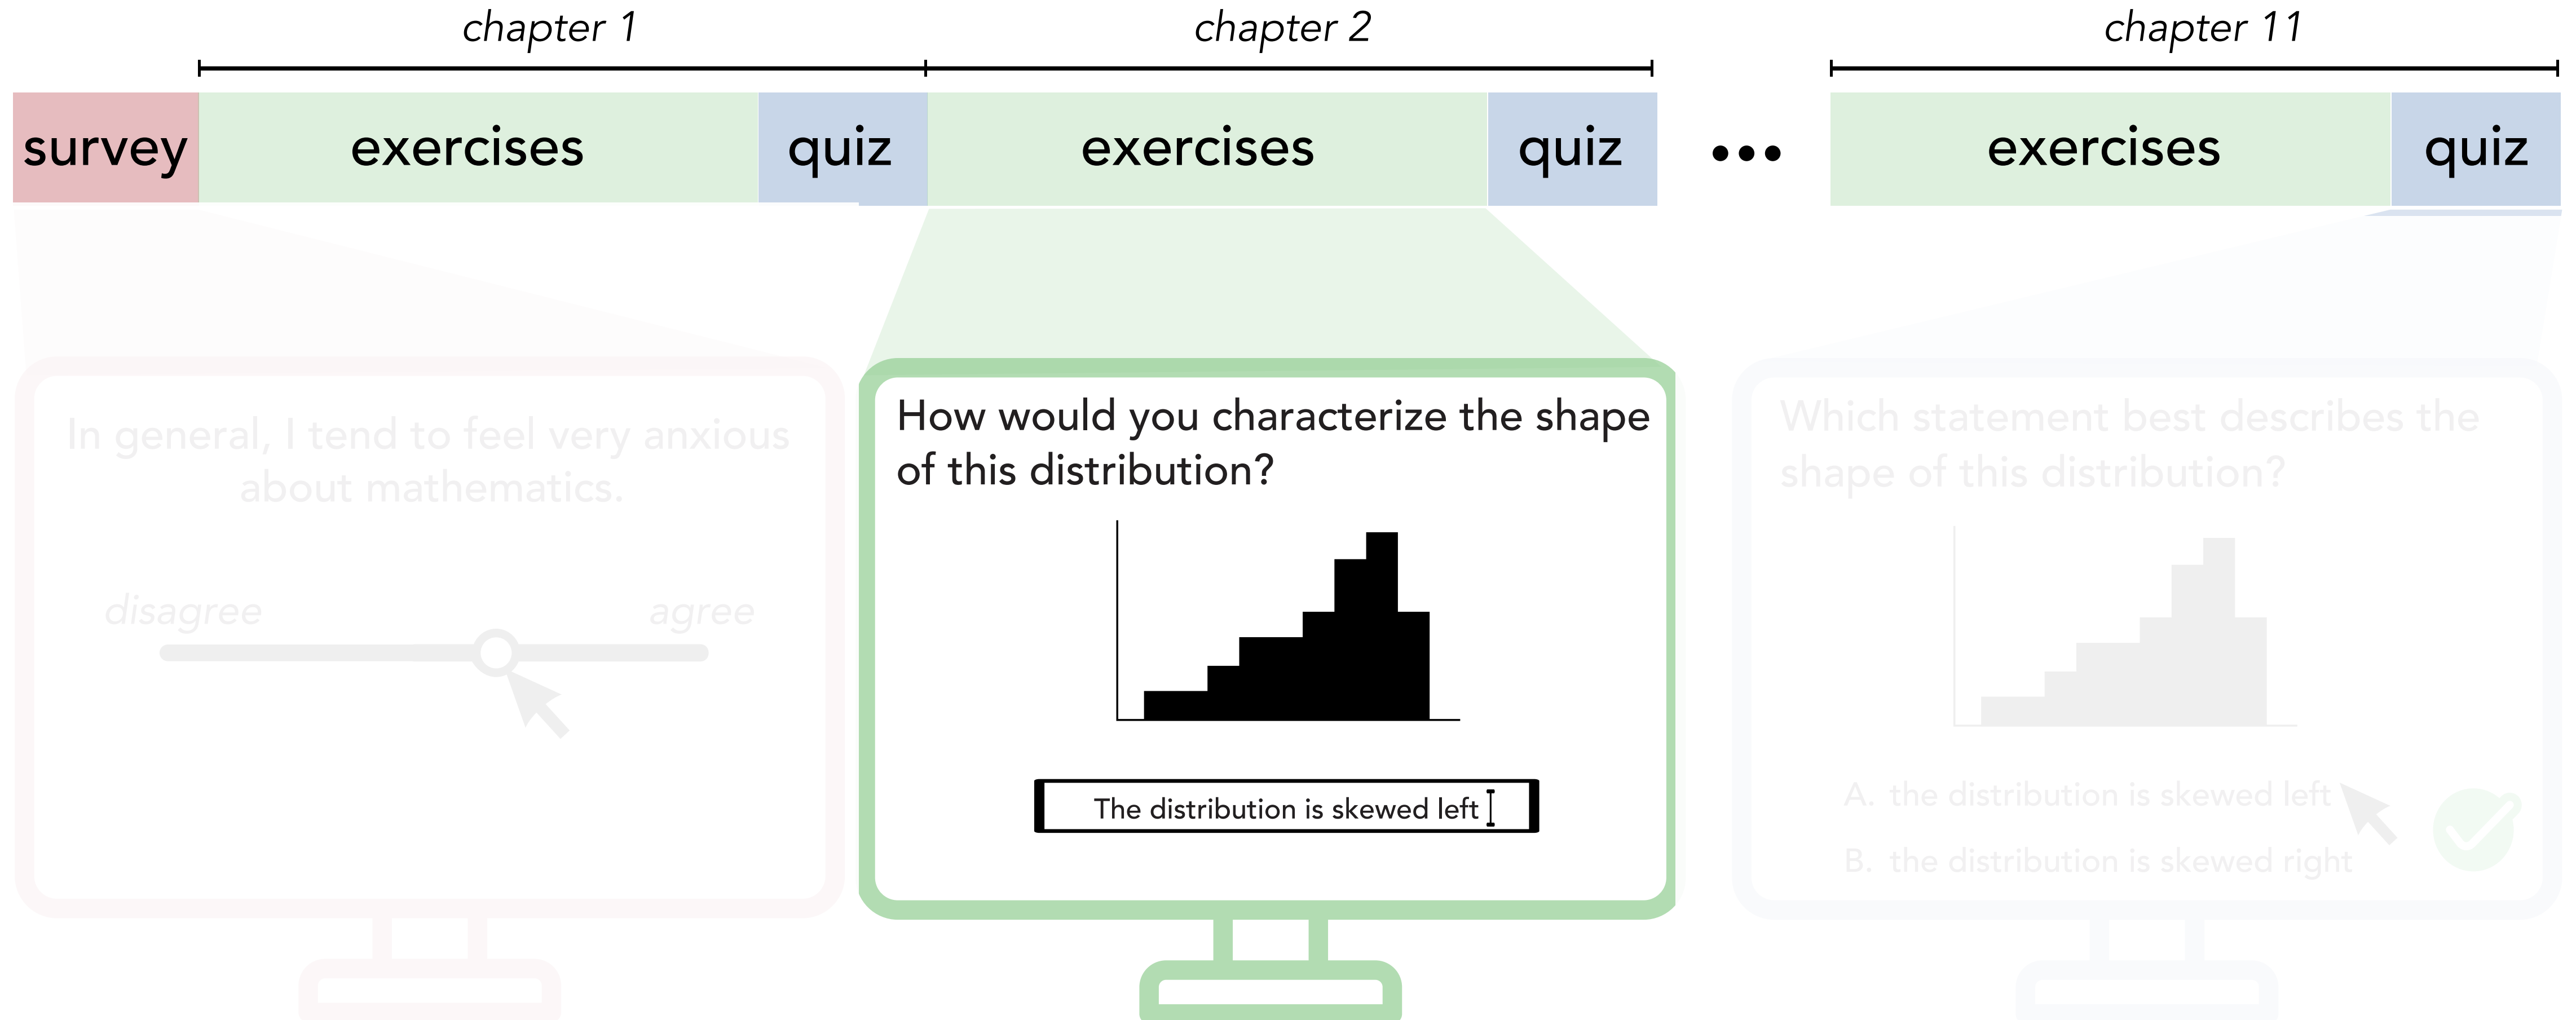 chapter 1
chapter 2
chapter 11
survey
exercises
quiz
exercises
quiz
•••
exercises
quiz
In general, I tend to feel very anxious
about mathematics.
disagree
agree
How would you characterize the shape
of this distribution?
The distribution is skewed left
Which statement best describes the
shape of this distribution?
A. the distribution is skewed left
B. the distribution is skewed right